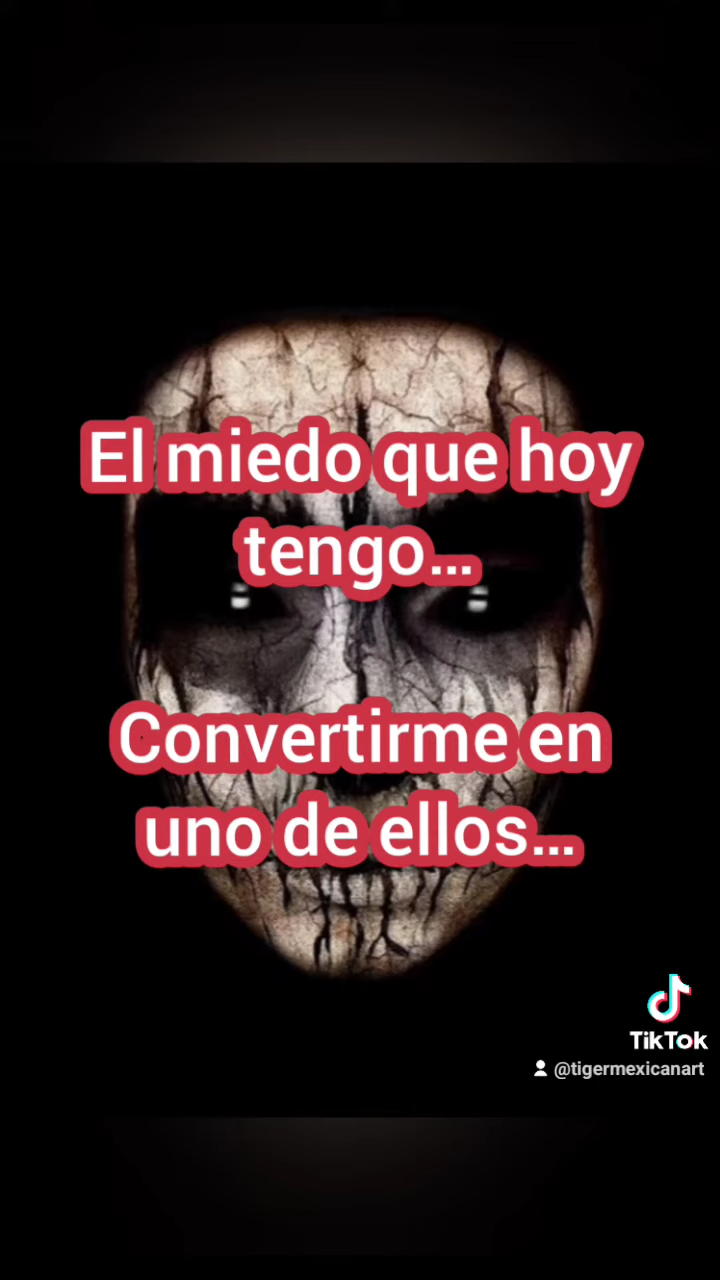 El miedo que hoy
tengo...
Convertirme en
uno de ellos...
TikTok
@tigermexicanart